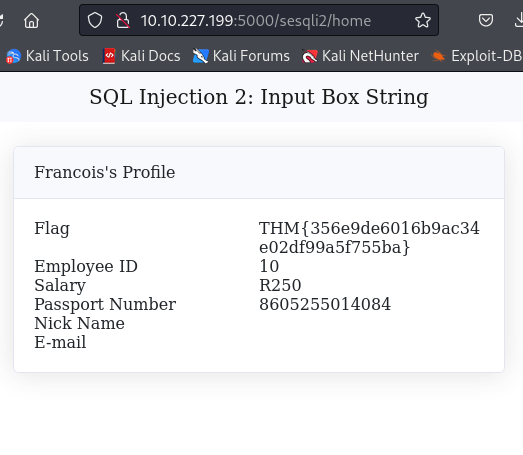 10.10.227.199:5000/sesqli2/home
Kali Tools Kali Docs Kali Forums Kali NetHunter Exploit-DB
SQL Injection 2: Input Box String
Francois's Profile
Flag THM{356e9de6016b9ac34
e02df99a5f755ba}
Employee ID 10
Salary R250
Passport Number 8605255014084
Nick Name
E-mail